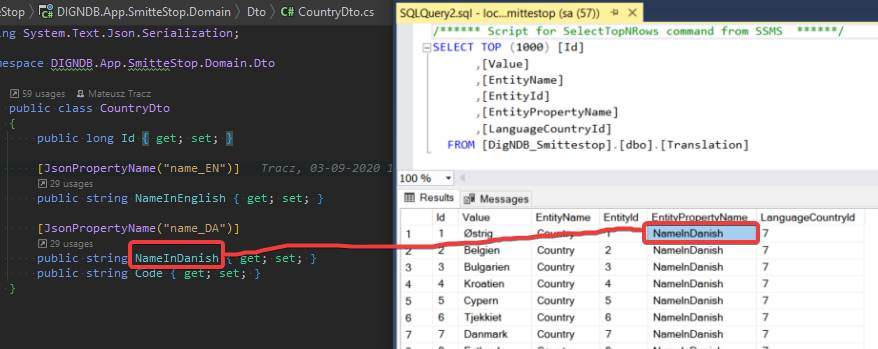 SmitteStop 〉 DIGNDB.App.SmitteStop.Domain 〉 Dto 〉 C# CountryDto.cs
ng System.Text.Json.Serialization;
mespace DIGNDB.App.SmitteStop.Domain.Dto
59 usages Mateusz Tracz
public class CountryDto
{
public long Id { get; set; }
[JsonPropertyName("name_EN")] Tracz, 03-09-2020 1
29 usages
public string NameInEnglish { get; set; }
[JsonPropertyName("name_DA")]
29 usages
public string NameInDanish { get; set; }
public string Code { get; set; }
}
SQLQuery2.sql - loc...mittestop (sa (57))
/****** Script for SelectTopNRows command from SSMS ******/
SELECT TOP (1000) [Id]
,[Value]
,[EntityName]
,[EntityId]
,[EntityPropertyName]
,[LanguageCountryId]
FROM [DigNDB_Smittestop].[dbo].[Translation]
100 %
Results Messages
Id Value EntityName EntityId EntityPropertyName LanguageCountryId
1 1 Østrig Country 1 NameInDanish 7
2 2 Belgien Country 2 NameInDanish 7
3 3 Bulgarien Country 3 NameInDanish 7
4 4 Kroatien Country 4 NameInDanish 7
5 5 Cypern Country 5 NameInDanish 7
6 6 Tjekkiet Country 6 NameInDanish 7
7 7 Danmark Country 7 NameInDanish 7